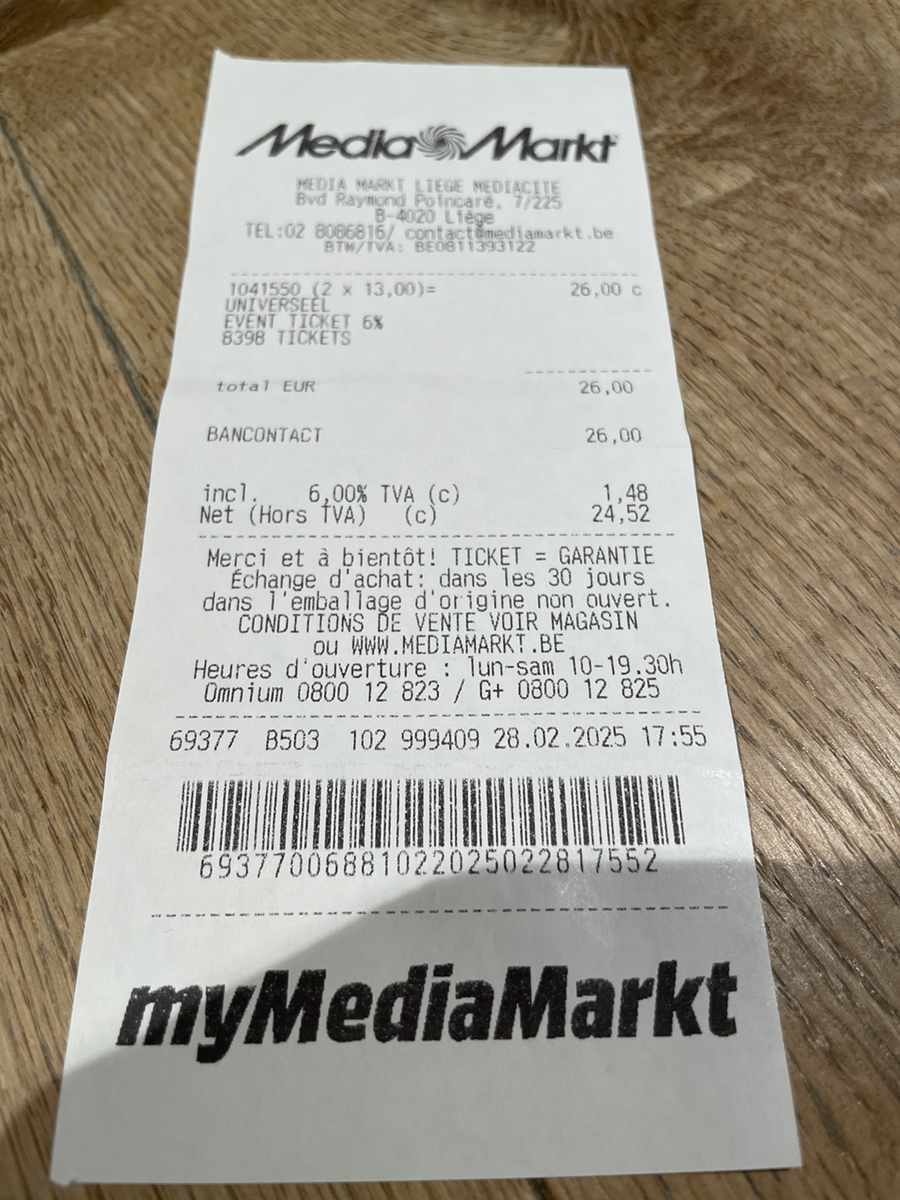 Media Markt
MEDIA MARKT LIEGE MEDIACITE
Bvd Raymond Poincaré, 7/225
B-4020 Liège
TEL:02 8086816/ contact@mediamarkt.be
BTW/TVA: BE0811393122
1041550 (2 x 13,00)= 26,00 c
UNIVERSEEL
EVENT TICKET 6%
8398 TICKETS
total EUR 26,00
BANCONTACT 26,00
incl. 6,00% TVA (c) 1,48
Net (Hors TVA) (c) 24,52
Merci et à bientôt! TICKET = GARANTIE
Échange d'achat: dans les 30 jours
dans l'emballage d'origine non ouvert.
CONDITIONS DE VENTE VOIR MAGASIN
ou WWW.MEDIAMARKT.BE
Heures d'ouverture : lun-sam 10-19.30h
Omnium 0800 12 823 / G+ 0800 12 825
69377 B503 102 999409 28.02.2025 17:55
6937700688102202502281755​2
myMediaMarkt